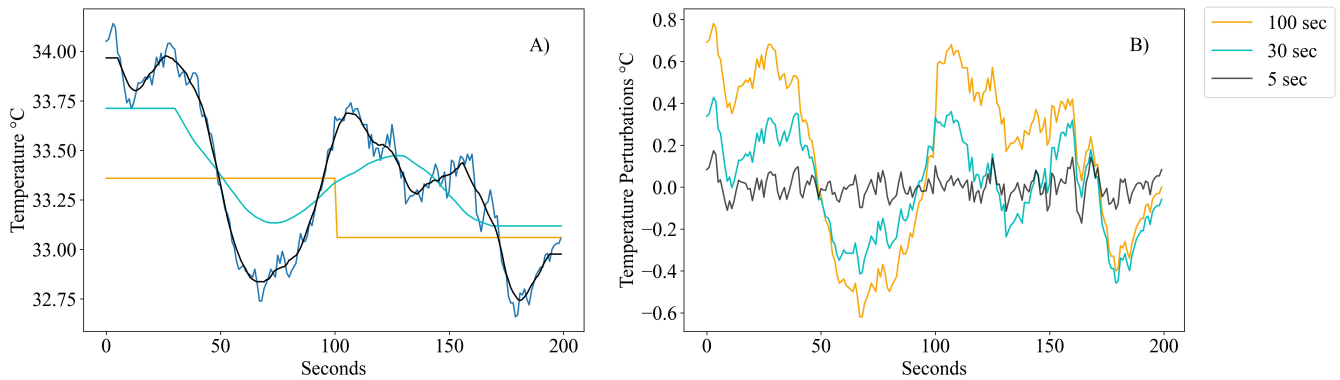 A)
34.00
33.75
33.50
33.25
33.00
32.75
Temperature °C
0 50 100 150 200
Seconds
B)
0.8
0.6
0.4
0.2
0.0
−0.2
−0.4
−0.6
Temperature Perturbations °C
0 50 100 150 200
Seconds
100 sec
30 sec
5 sec